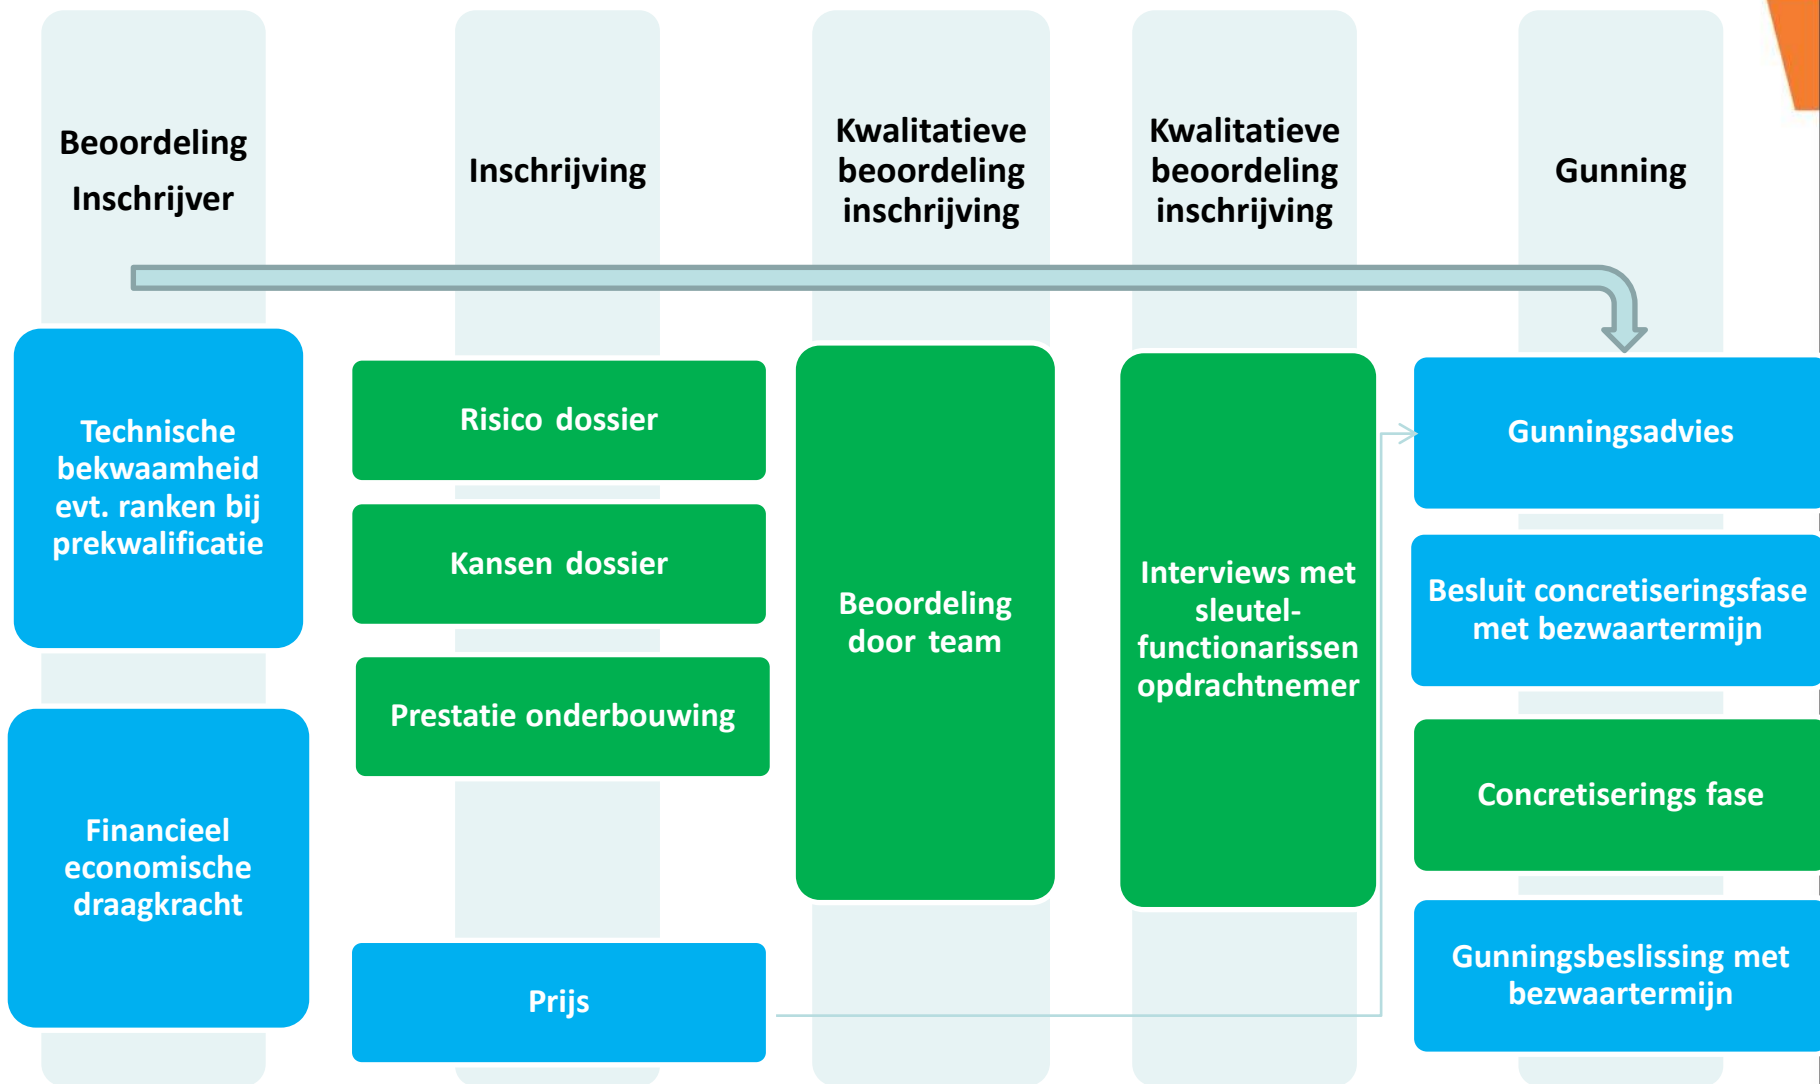 Beoordeling
Inschrijver
Inschrijving
Kwalitatieve
beoordeling
inschrijving
Kwalitatieve
beoordeling
inschrijving
Gunning
Technische
bekwaamheid
evt. ranken bij
prekwalificatie
Financieel
economische
draagkracht
Risico dossier
Kansen dossier
Prestatie onderbouwing
Prijs
Beoordeling
door team
Interviews met
sleutel-
functionarissen
opdrachtnemer
Gunningsadvies
Besluit concretiseringsfase
met bezwaartermijn
Concretiserings fase
Gunningsbeslissing met
bezwaartermijn